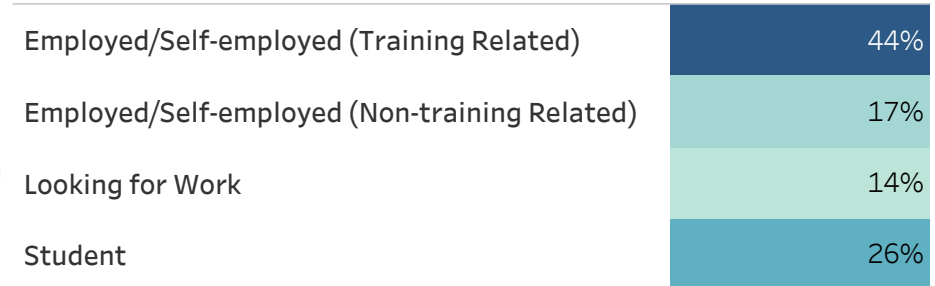 Employed/Self-employed (Training Related) 44%
Employed/Self-employed (Non-training Related) 17%
Looking for Work 14%
Student 26%